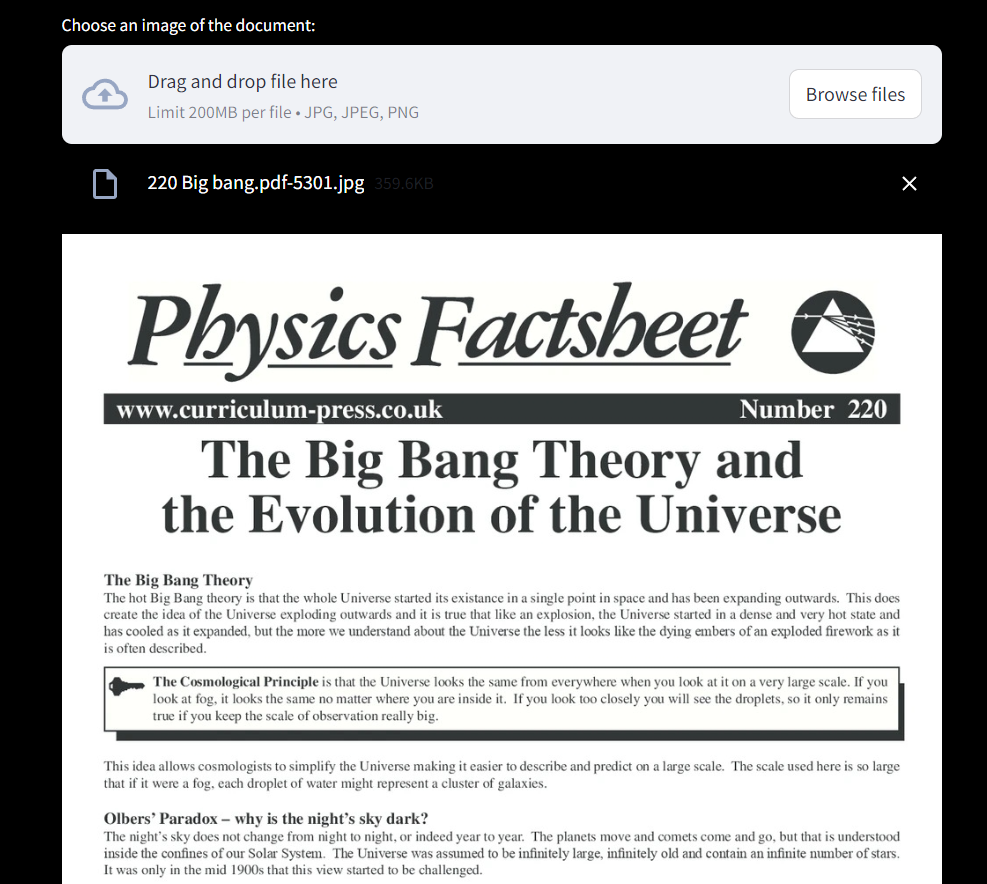 Choose an image of the document:
Drag and drop file here
Limit 200MB per file • JPG, JPEG, PNG
Browse files
220 Big bang.pdf-5301.jpg 359.6KB
Physics Factsheet
www.curriculum-press.co.uk Number 220
The Big Bang Theory and
the Evolution of the Universe
The Big Bang Theory
The hot Big Bang theory is that the whole Universe started its existance in a single point in space and has been expanding outwards. This does
create the idea of the Universe exploding outwards and it is true that like an explosion, the Universe started in a dense and very hot state and
has cooled as it expanded, but the more we understand about the Universe the less it looks like the dying embers of an exploded firework as it
is often described.
The Cosmological Principle is that the Universe looks the same from everywhere when you look at it on a very large scale. If you
look at fog, it looks the same no matter where you are inside it. If you look too closely you will see the droplets, so it only remains
true if you keep the scale of observation really big.
This idea allows cosmologists to simplify the Universe making it easier to describe and predict on a large scale. The scale used here is so large
that if it were a fog, each droplet of water might represent a cluster of galaxies.
Olbers’ Paradox – why is the night’s sky dark?
The night’s sky does not change from night to night, or indeed year to year. The planets move and comets come and go, but that is understood
inside the confines of our Solar System. The Universe was assumed to be infinitely large, infinitely old and contain an infinite number of stars.
It was only in the mid 1900s that this view started to be challenged.